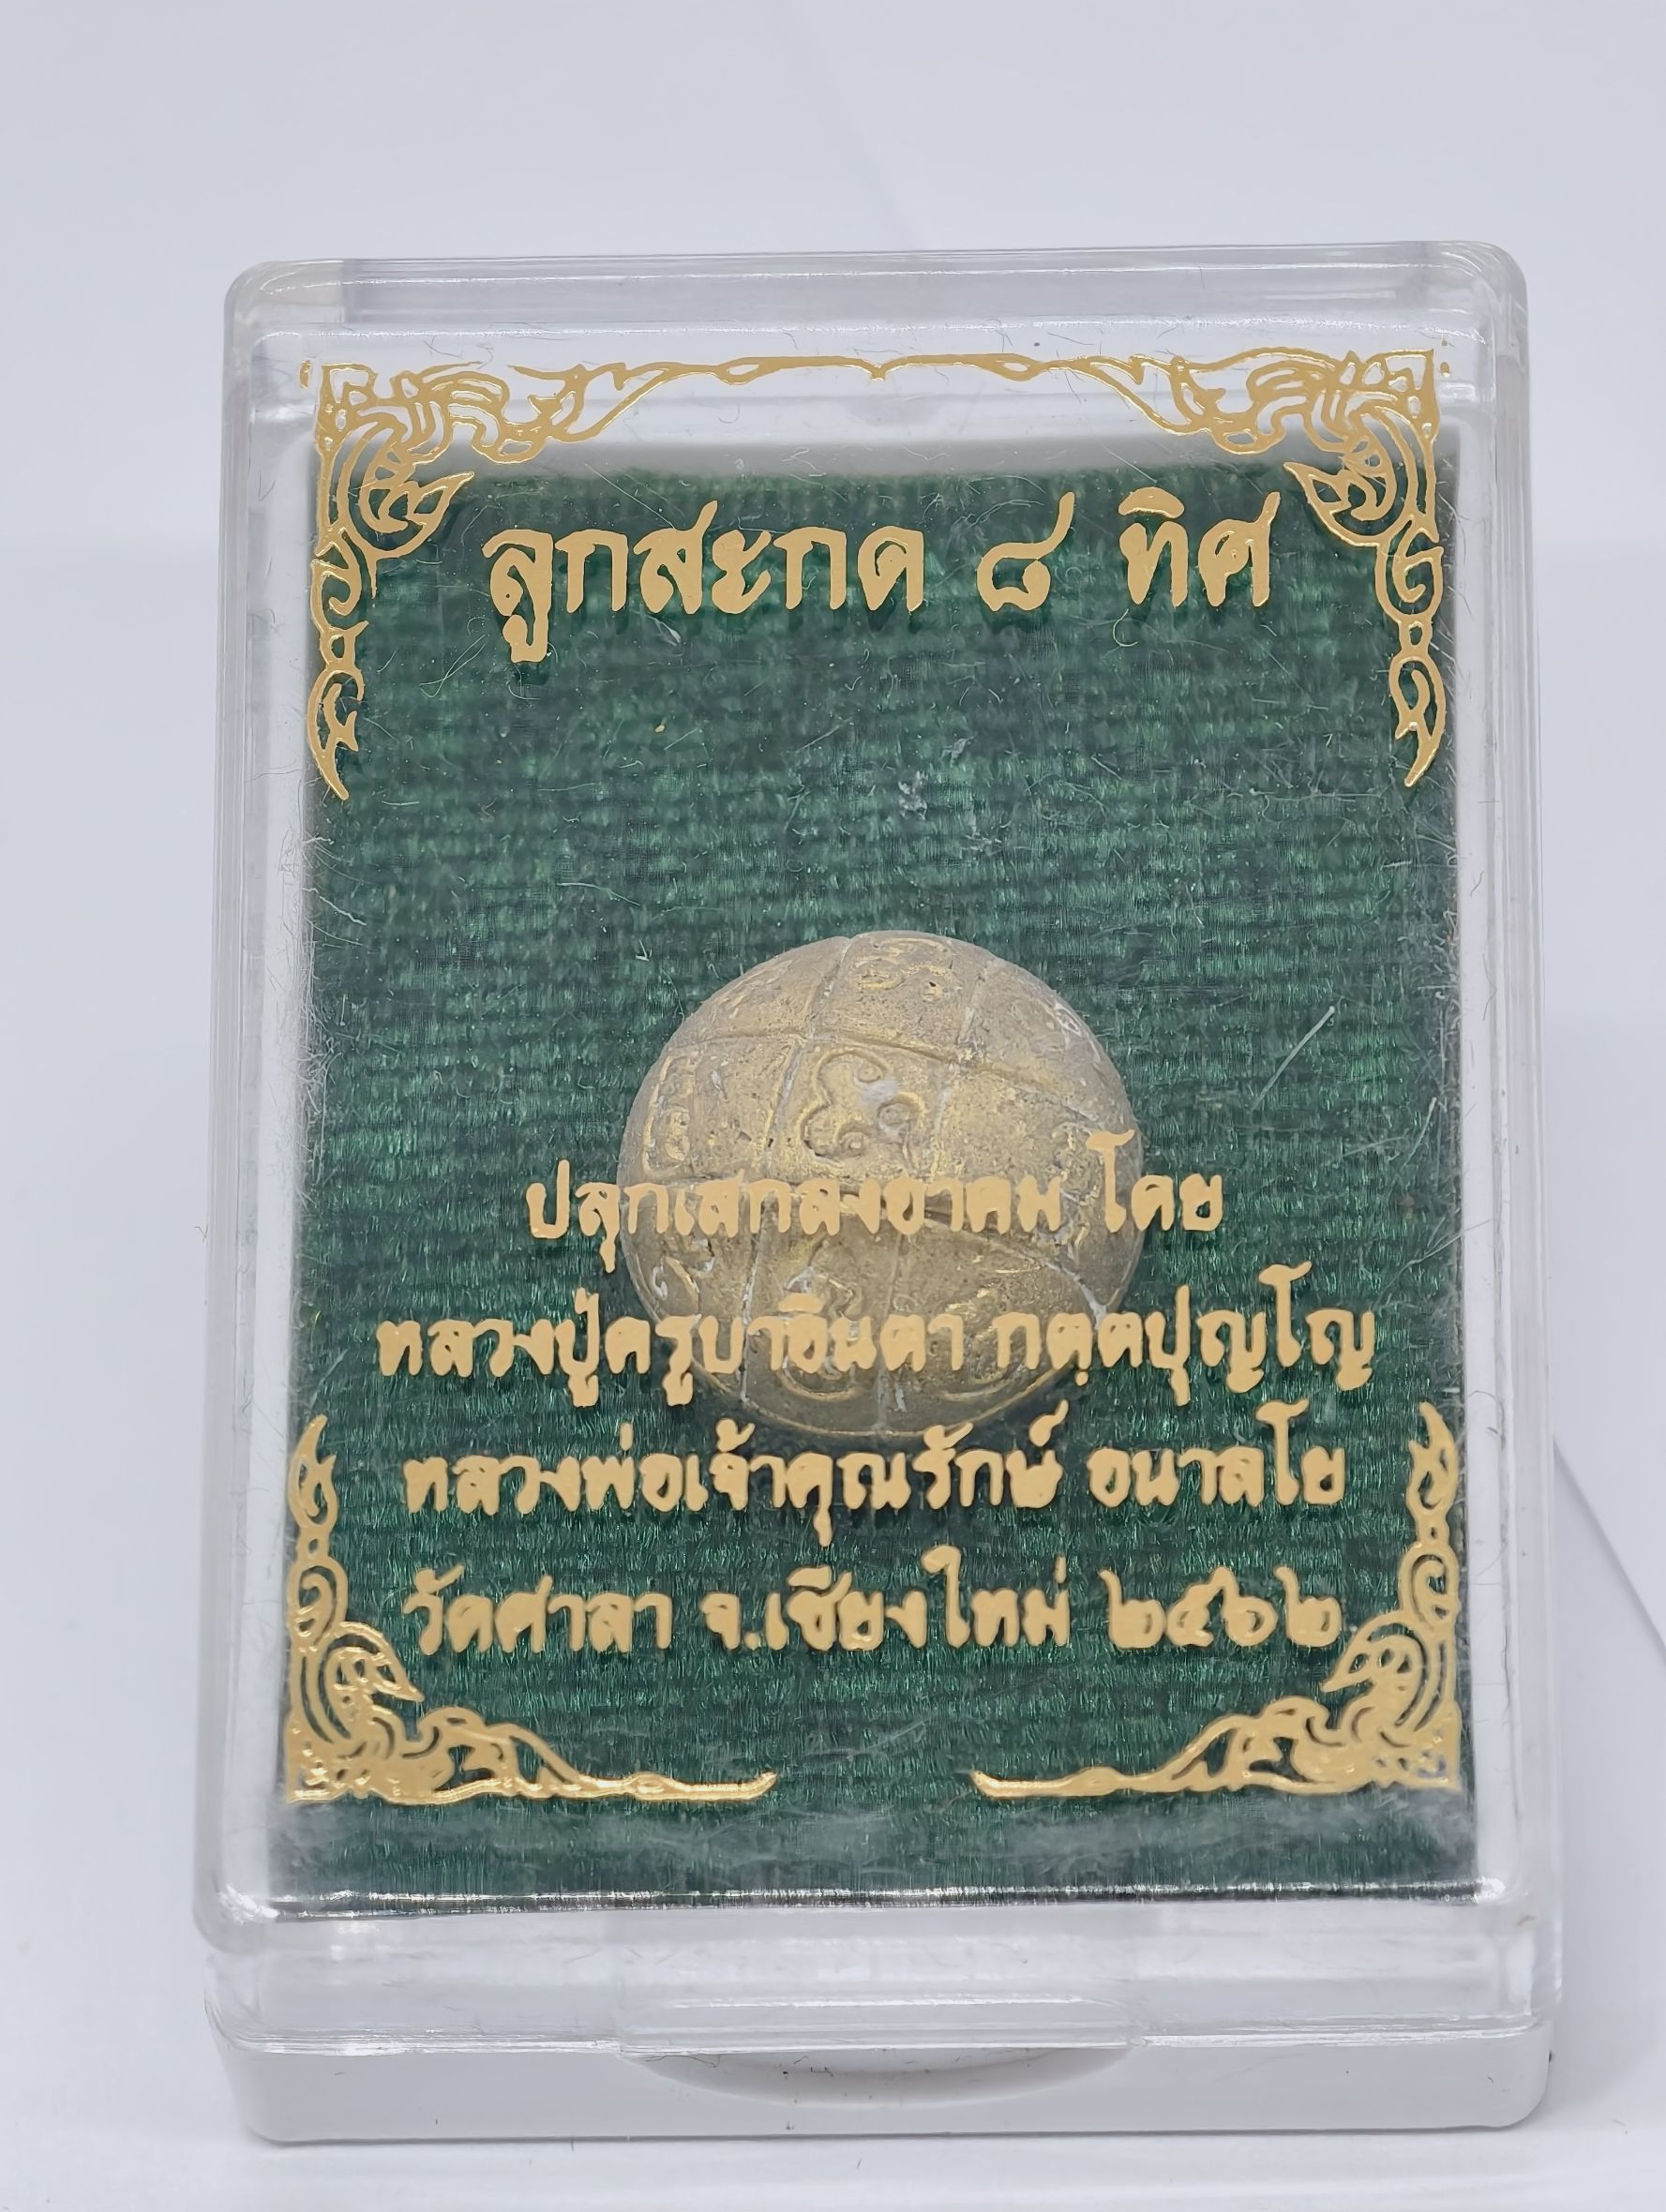 ลูกสะกด ๘ ทิศ
ปลุกเสกลงอาคม โดย
หลวงปู่ครูบาอินตา กตฺตปุญฺโญ
หลวงพ่อเจ้าคุณรักษ์ อนาลโย
วัดศาลา จ.เชียงใหม่ ๒๕๖๒